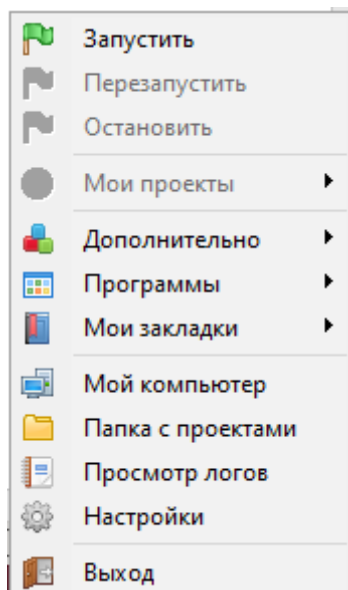 Запустить
Перезапустить
Остановить
Мои проекты
Дополнительно
Программы
Мои закладки
Мой компьютер
Папка с проектами
Просмотр логов
Настройки
Выход